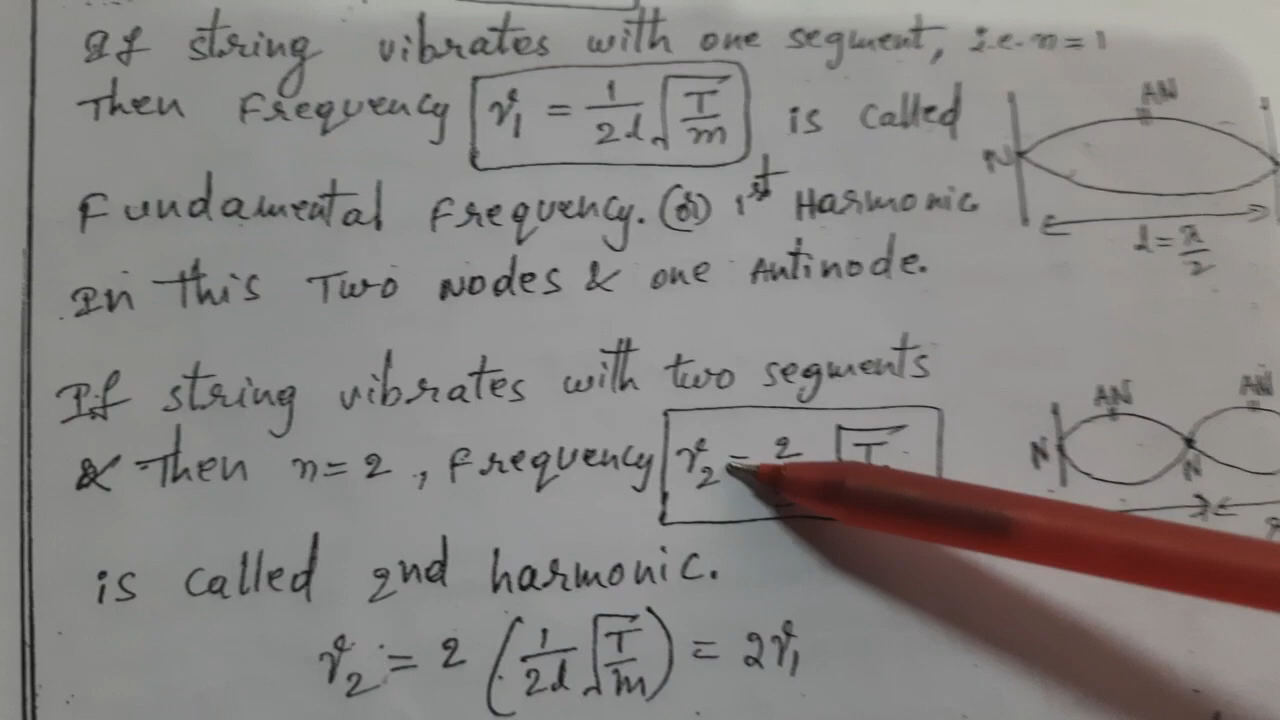 If string vibrates with one segment, i.e. n = 1
Then frequency ν₁ = 1/2l √T/m is called
Fundamental frequency. (or) 1st Harmonic
In this Two Nodes & one Antinode.
If string vibrates with two segments
& Then n = 2, frequency ν₂ = 2 √T
is called 2nd harmonic.
ν₂ = 2 (1/2l √T/m) = 2ν₁
AN
N
l = λ/2
AN AN
N N